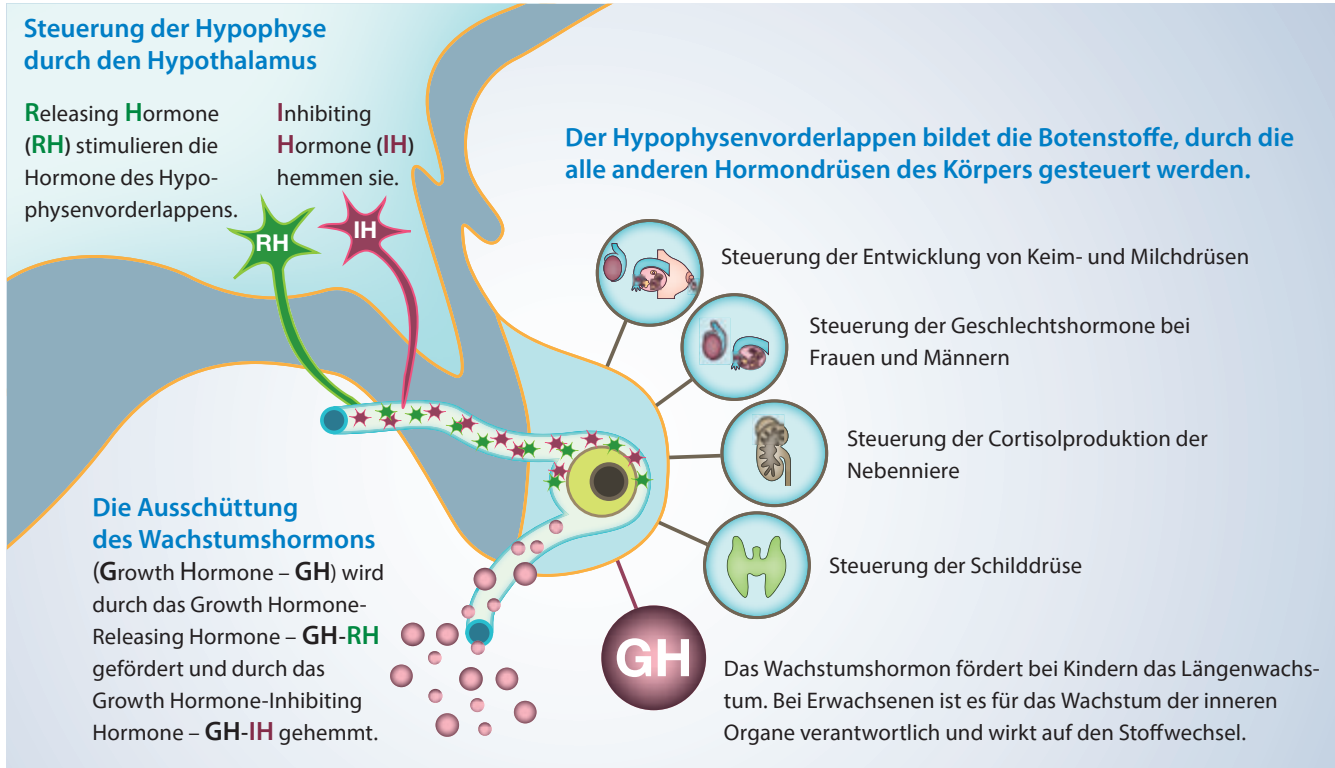 Steuerung der Hypophyse
durch den Hypothalamus
Releasing Hormone
(RH) stimulieren die
Hormone des Hypo-
physenvorderlappens.
Inhibiting
Hormone (IH)
hemmen sie.
RH
IH
Der Hypophysenvorderlappen bildet die Botenstoffe, durch die
alle anderen Hormondrüsen des Körpers gesteuert werden.
Steuerung der Entwicklung von Keim- und Milchdrüsen
Steuerung der Geschlechtshormone bei
Frauen und Männern
Steuerung der Cortisolproduktion der
Nebenniere
Steuerung der Schilddrüse
GH
Das Wachstumshormon fördert bei Kindern das Längenwachs-
tum. Bei Erwachsenen ist es für das Wachstum der inneren
Organe verantwortlich und wirkt auf den Stoffwechsel.
Die Ausschüttung
des Wachstumshormons
(Growth Hormone – GH) wird
durch das Growth Hormone-
Releasing Hormone – GH-RH
gefördert und durch das
Growth Hormone-Inhibiting
Hormone – GH-IH gehemmt.